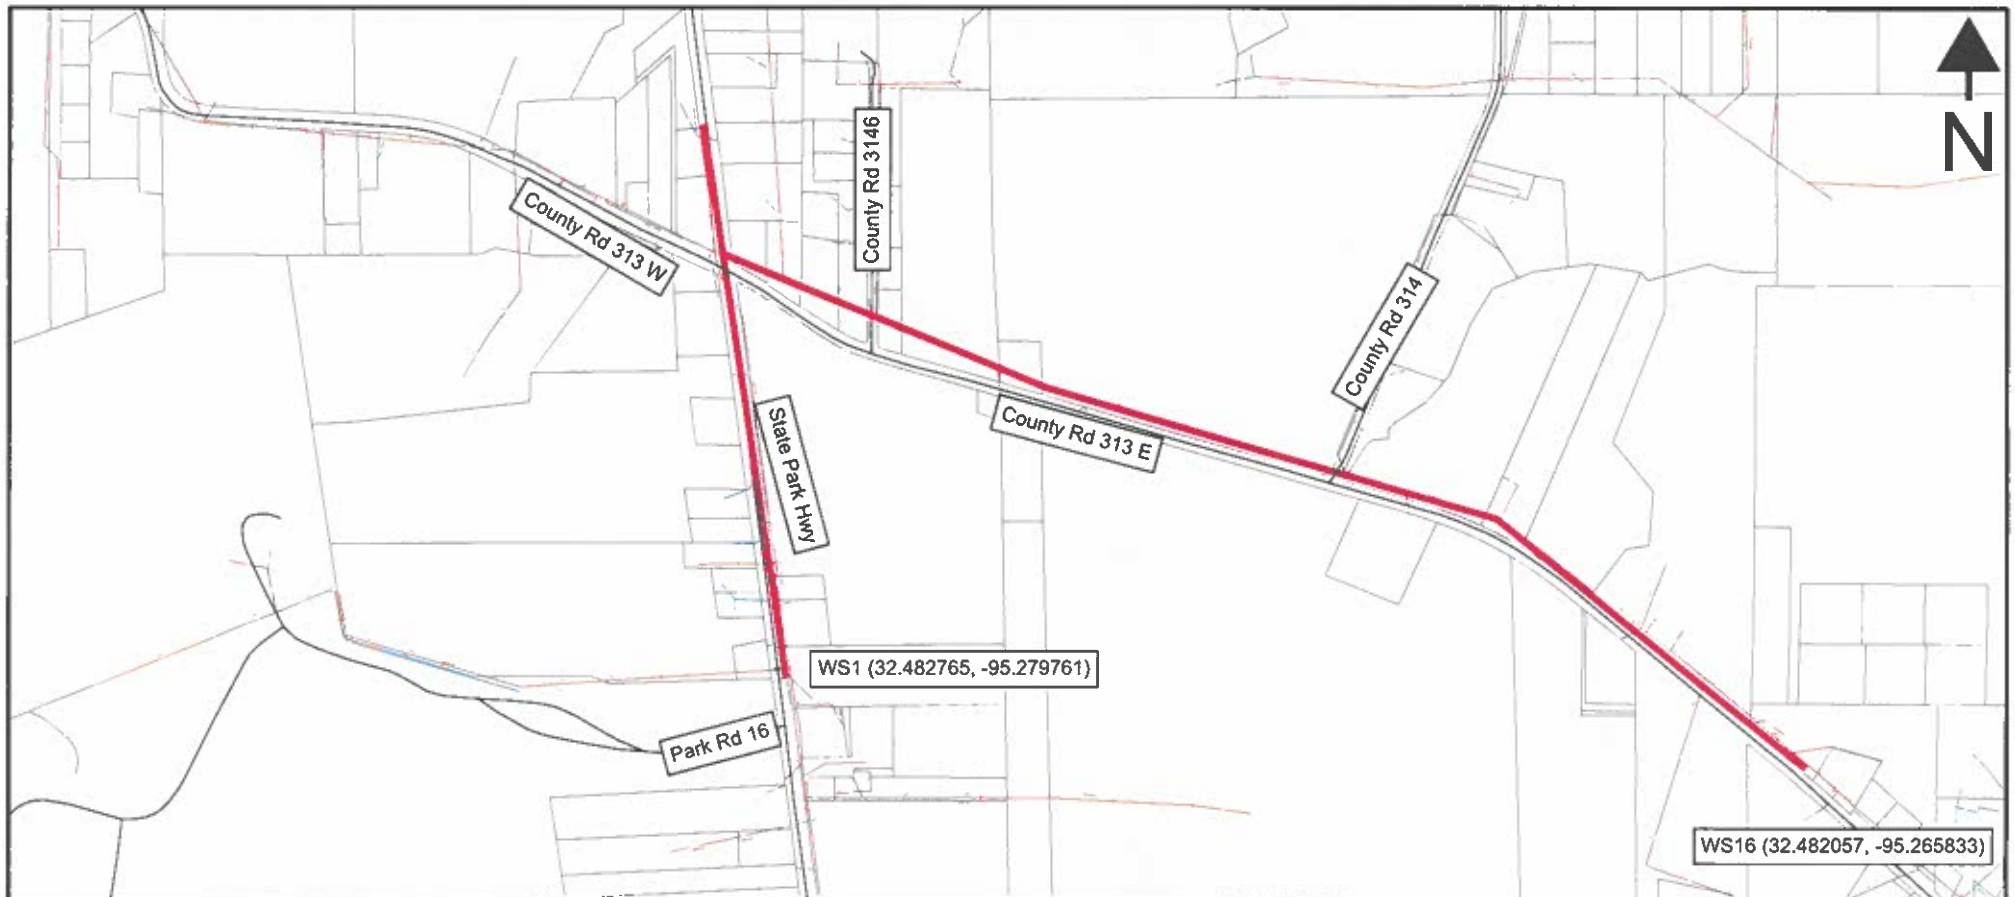 N
County Rd 3146
County Rd 313 W
County Rd 314
County Rd 313 E
State Park Hwy
WS1 (32.482765, -95.279761)
Park Rd 16
WS16 (32.482057, -95.265833)